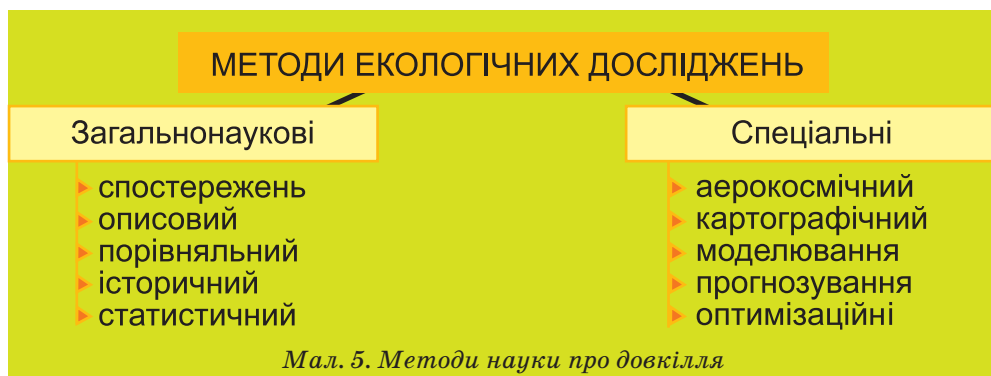 МЕТОДИ ЕКОЛОГІЧНИХ ДОСЛІДЖЕНЬ
Загальнонаукові
спостережень
описовий
порівняльний
історичний
статистичний
Спеціальні
аерокосмічний
картографічний
моделювання
прогнозування
оптимізаційні
Мал. 5. Методи науки про довкілля